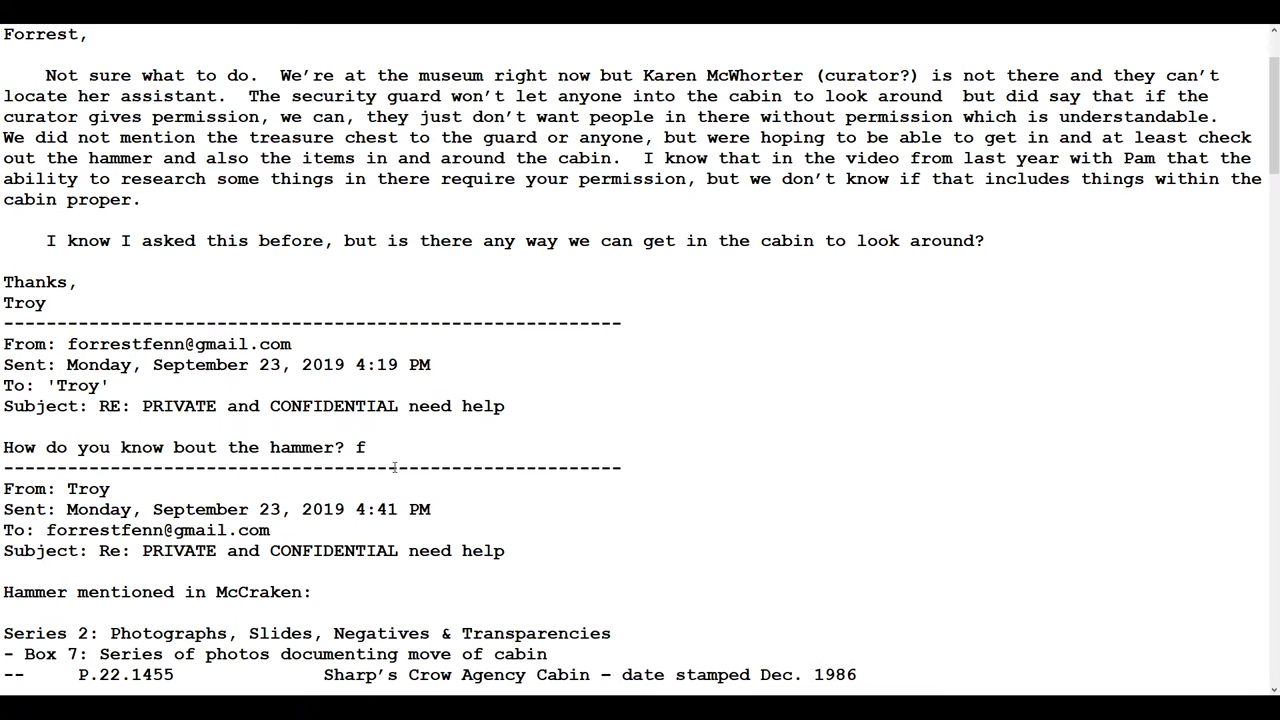 Forrest,
Not sure what to do.  We're at the museum right now but Karen McWhorter (curator?) is not there and they can't
locate her assistant.  The security guard won't let anyone into the cabin to look around  but did say that if the
curator gives permission, we can, they just don't want people in there without permission which is understandable.
We did not mention the treasure chest to the guard or anyone, but were hoping to be able to get in and at least check
out the hammer and also the items in and around the cabin.  I know that in the video from last year with Pam that the
ability to research some things in there require your permission, but we don't know if that includes things within the
cabin proper.
I know I asked this before, but is there any way we can get in the cabin to look around?
Thanks,
Troy
----------------------------------------------------------
From: forrestfenn@gmail.com
Sent: Monday, September 23, 2019 4:19 PM
To: 'Troy'
Subject: RE: PRIVATE and CONFIDENTIAL need help
How do you know bout the hammer? f
----------------------------------------------------------
From: Troy
Sent: Monday, September 23, 2019 4:41 PM
To: forrestfenn@gmail.com
Subject: Re: PRIVATE and CONFIDENTIAL need help
Hammer mentioned in McCraken:
Series 2: Photographs, Slides, Negatives & Transparencies
- Box 7: Series of photos documenting move of cabin
--     P.22.1455              Sharp's Crow Agency Cabin – date stamped Dec. 1986